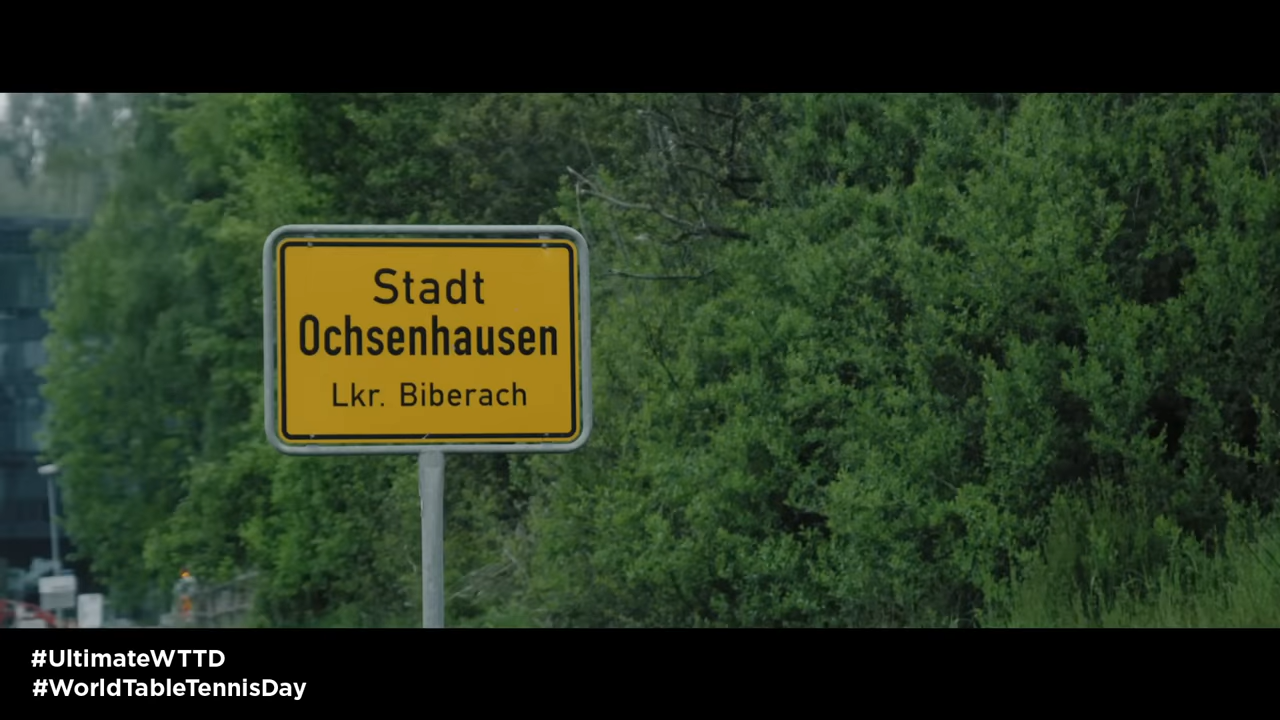 Stadt
Ochsenhausen
Lkr. Biberach
#UltimateWTTD
#WorldTableTennisDay